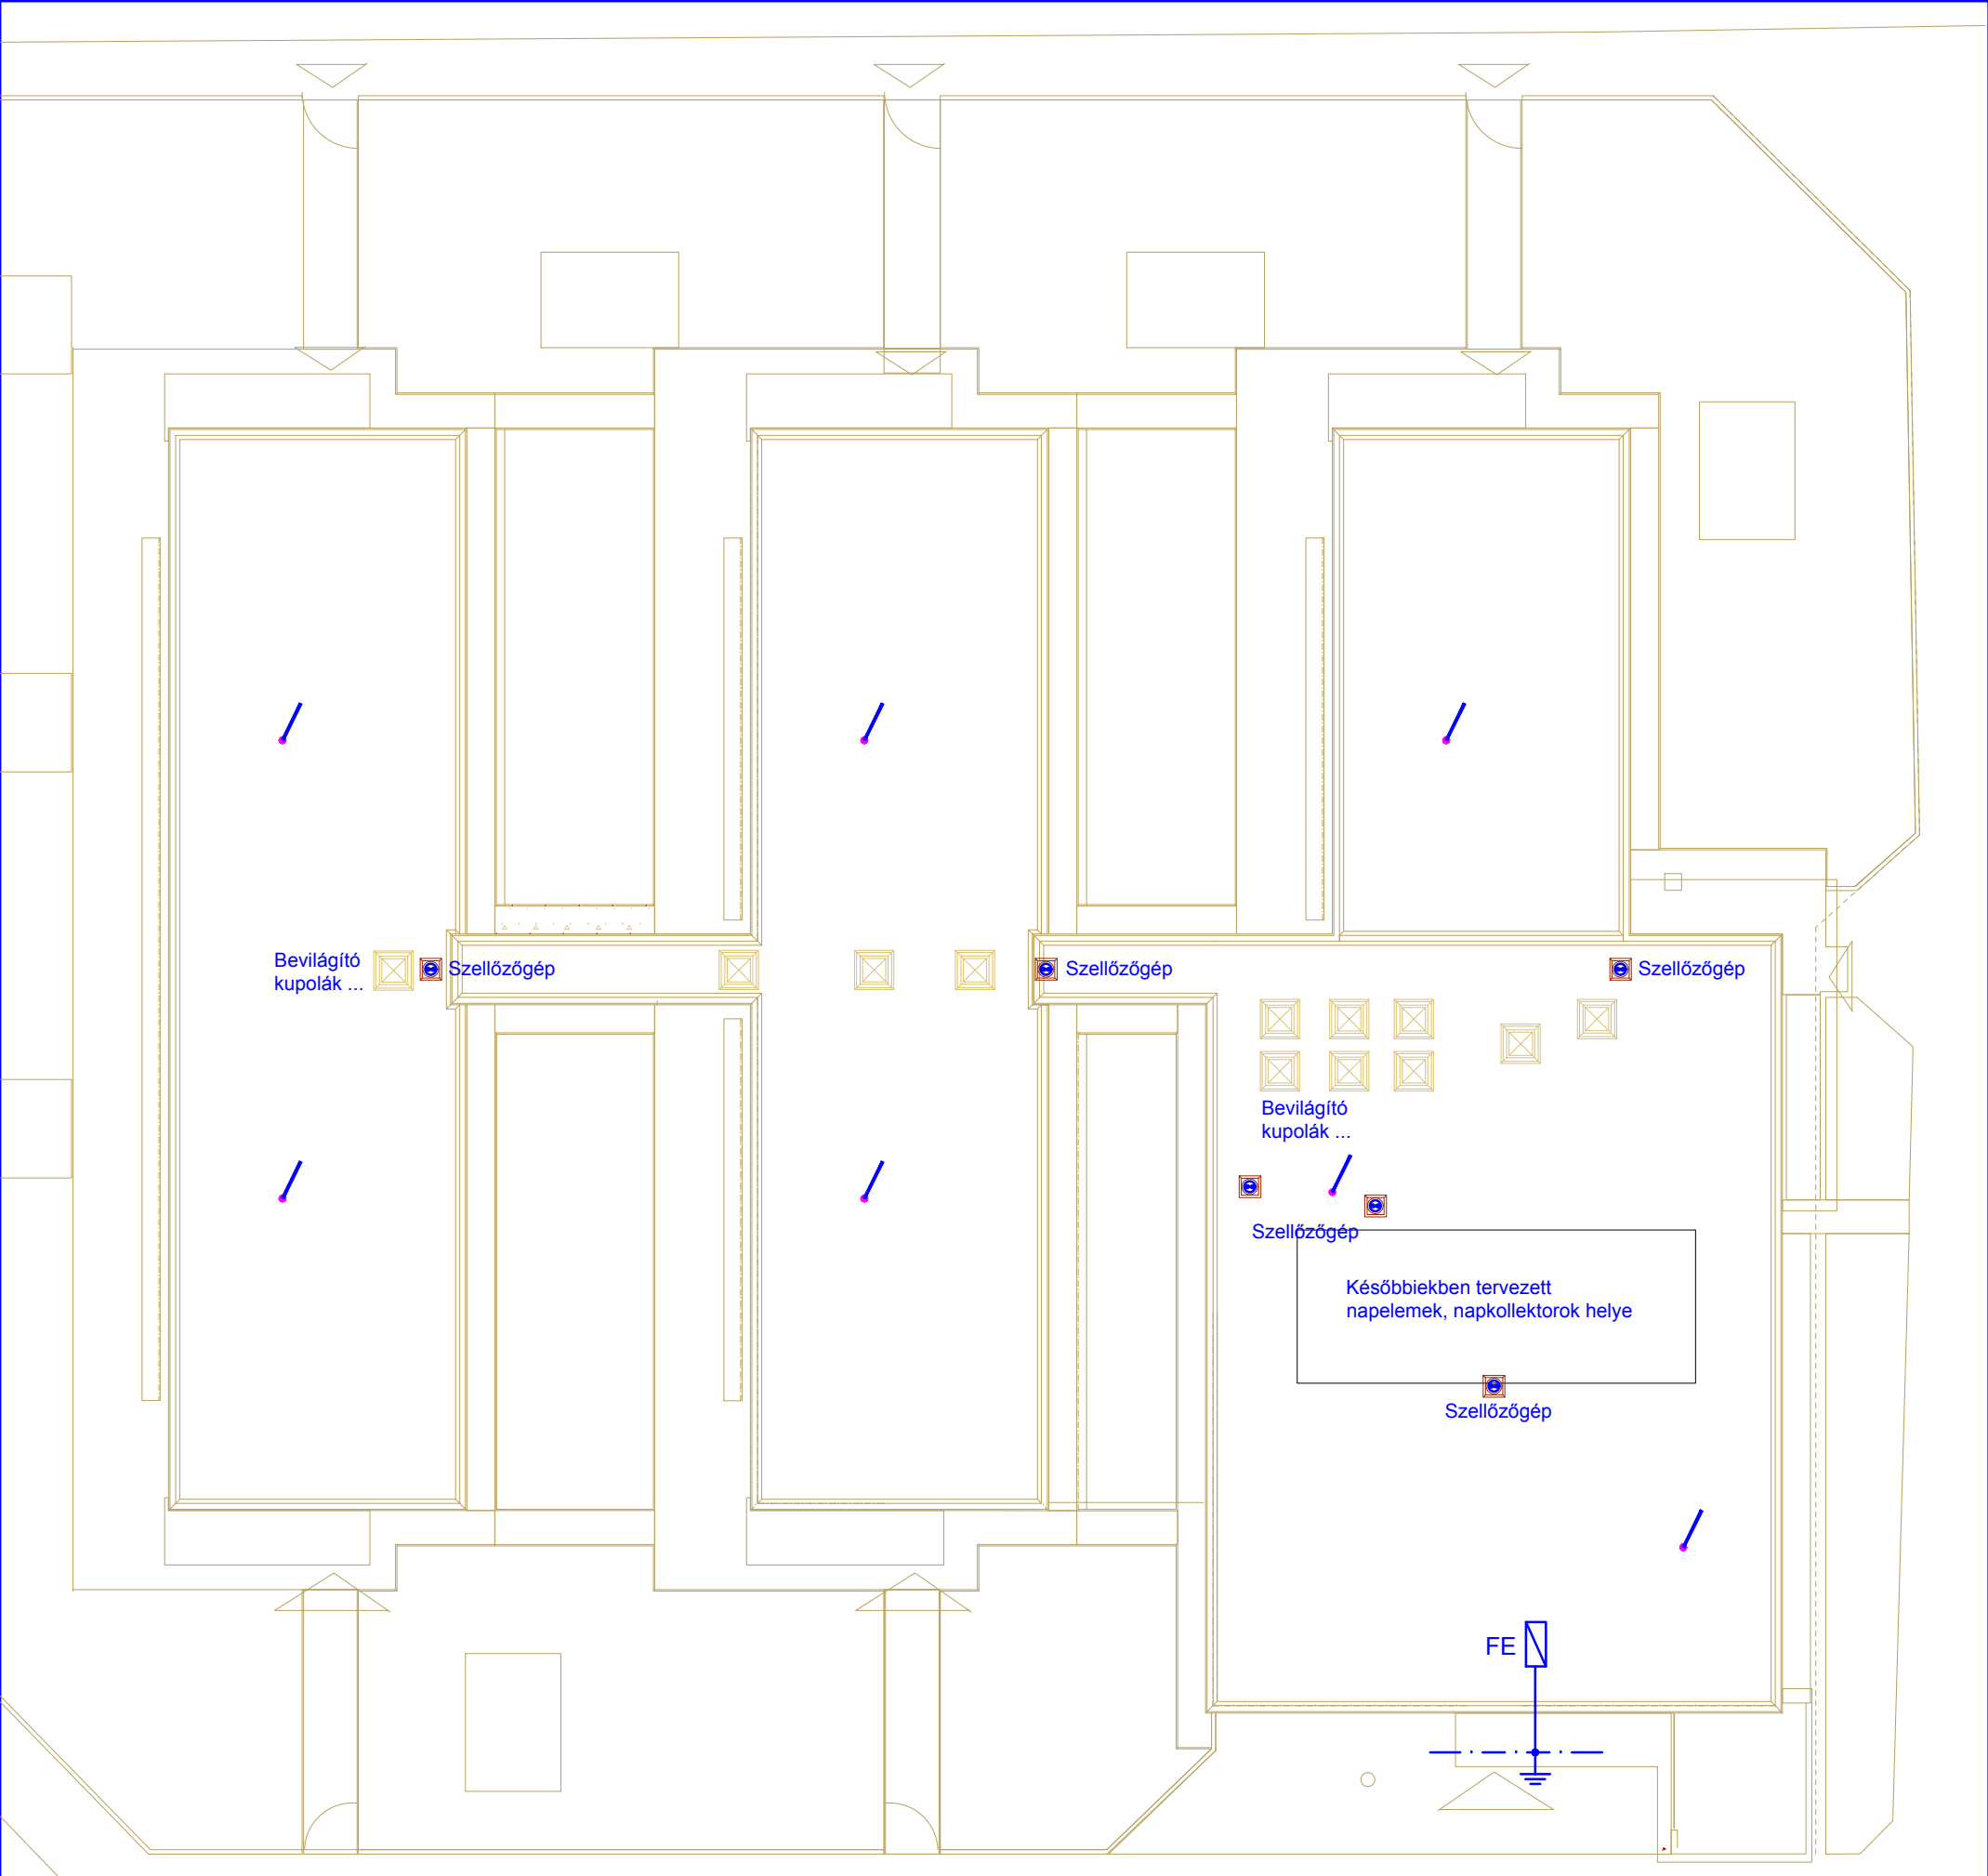 Bevilágító
kupolák ...
Szellőzőgép
Szellőzőgép
Szellőzőgép
Bevilágító
kupolák ...
Szellőzőgép
Későbbiekben tervezett
napelemek, napkollektorok helye
Szellőzőgép
FE